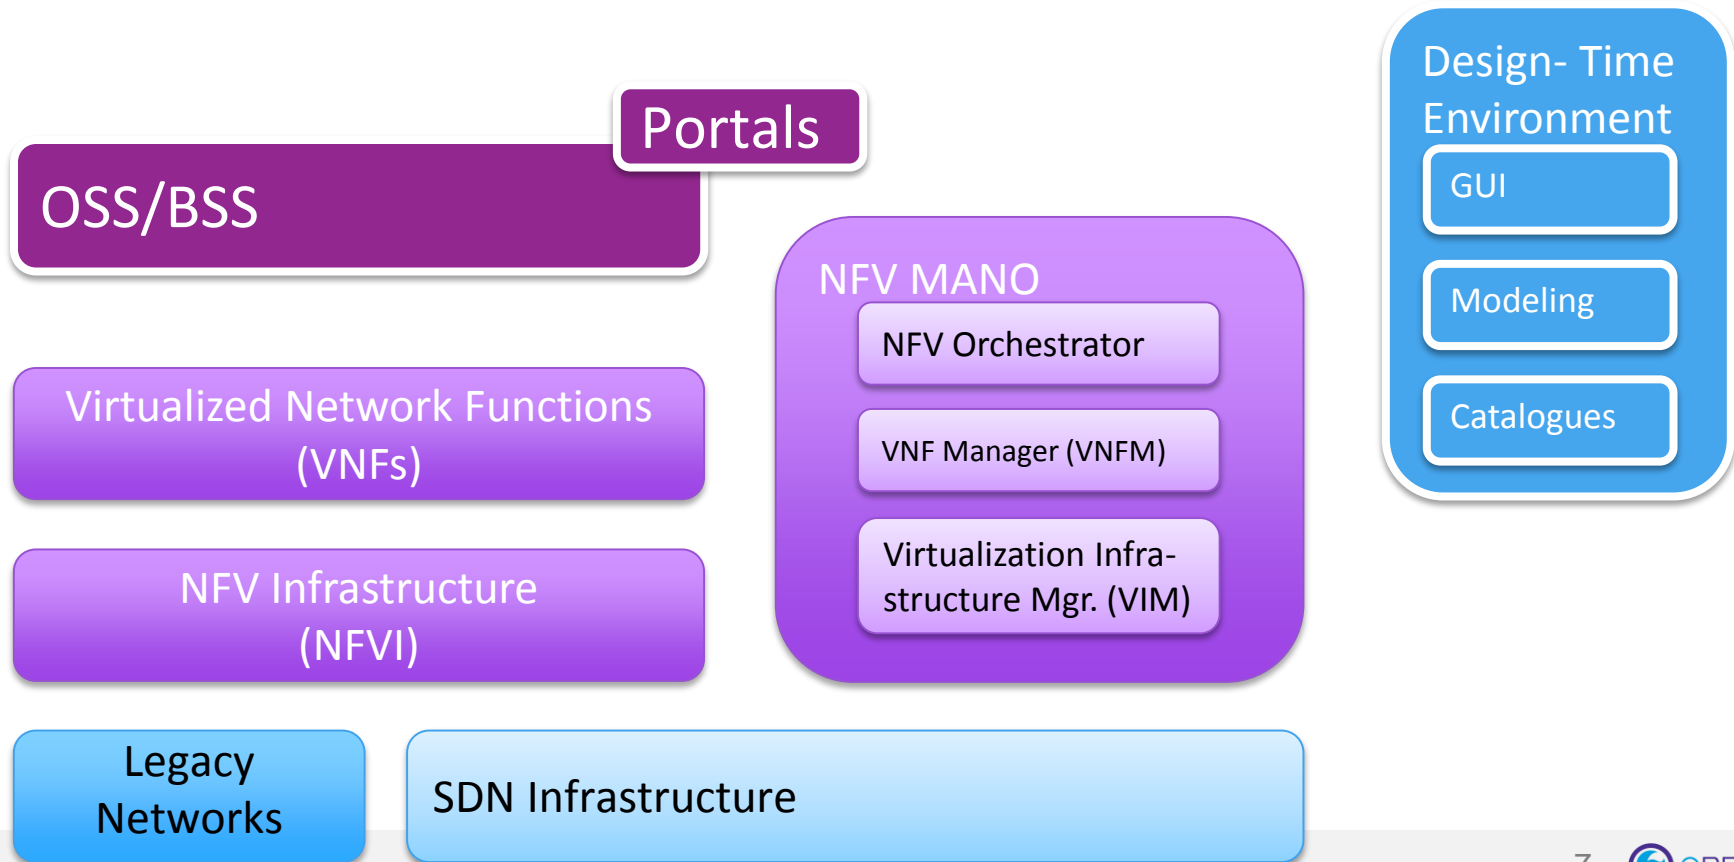 Portals
OSS/BSS
Design- Time
Environment
GUI
Modeling
Catalogues
NFV MANO
NFV Orchestrator
VNF Manager (VNFM)
Virtualization Infra-
structure Mgr. (VIM)
Virtualized Network Functions
(VNFs)
NFV Infrastructure
(NFVI)
Legacy
Networks
SDN Infrastructure